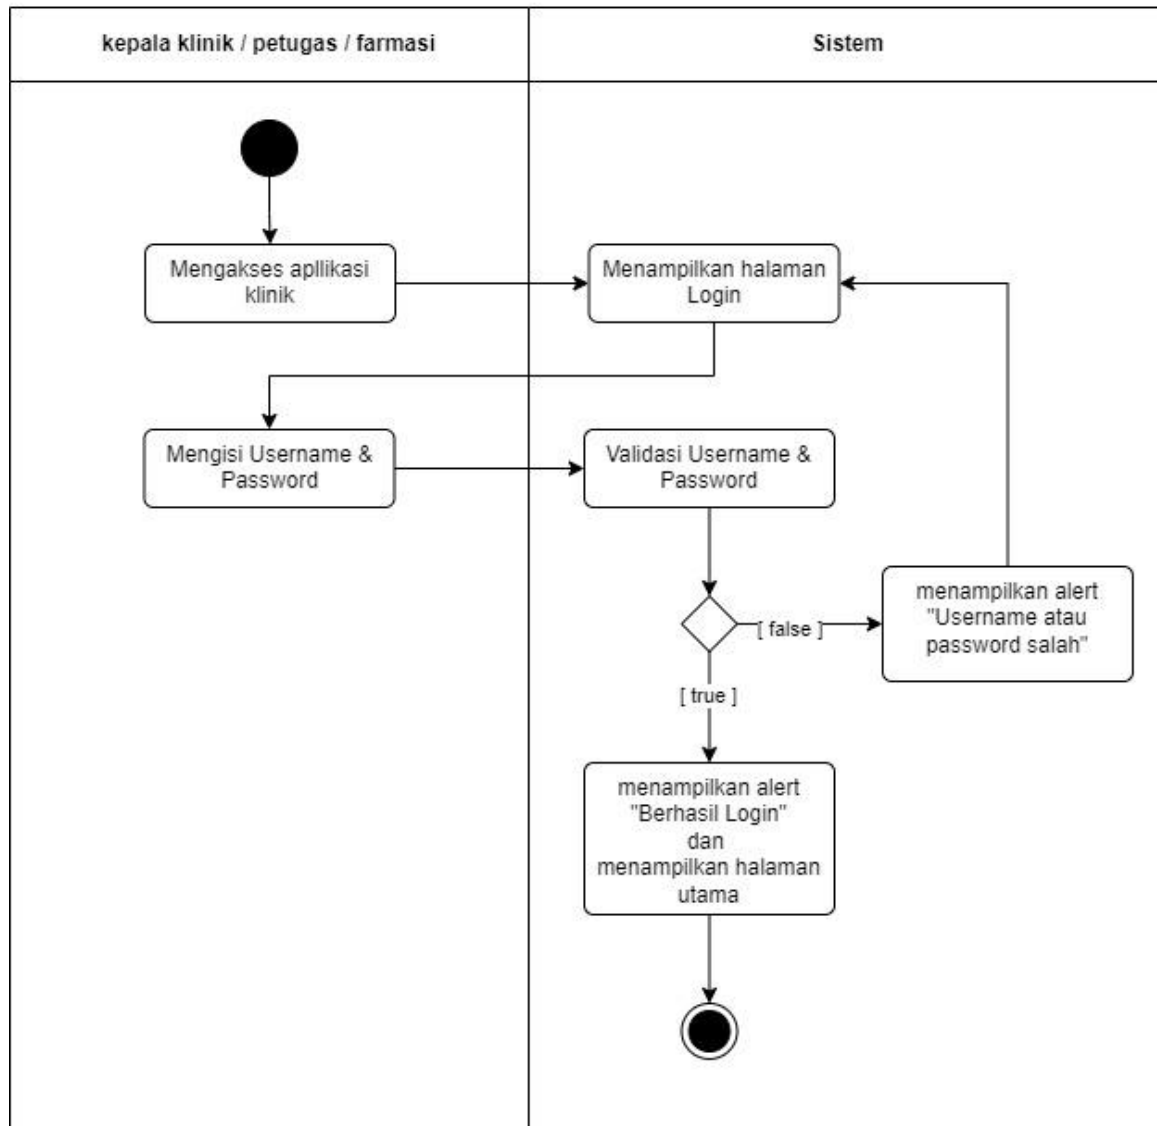 kepala klinik / petugas / farmasi
Sistem
Mengakses apllikasi
klinik
Menampilkan halaman
Login
Mengisi Username &
Password
Validasi Username &
Password
[ false ]
menampilkan alert
"Username atau
password salah"
[ true ]
menampilkan alert
"Berhasil Login"
dan
menampilkan halaman
utama